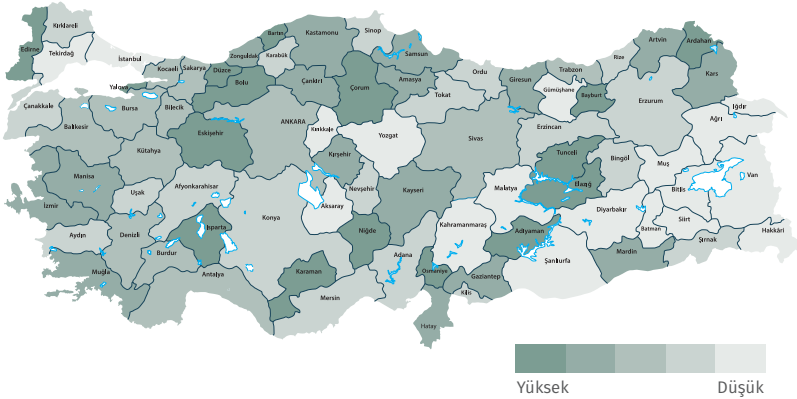 Kırklareli
Edirne
Tekirdağ
İstanbul
Kocaeli
Sakarya
Yalova
Düzce
Bolu
Zonguldak
Bartın
Karabük
Kastamonu
Sinop
Samsun
Çankırı
Çorum
Amasya
Tokat
Ordu
Giresun
Trabzon
Gümüşhane
Bayburt
Rize
Artvin
Ardahan
Kars
Iğdır
Ağrı
Erzurum
Erzincan
Çanakkale
Balıkesir
Bursa
Bilecik
Eskişehir
Kütahya
ANKARA
Kırıkkale
Yozgat
Sivas
Kırşehir
Tunceli
Bingöl
Muş
Van
Elazığ
Bitlis
Manisa
İzmir
Uşak
Afyonkarahisar
Nevşehir
Kayseri
Malatya
Aksaray
Konya
Diyarbakır
Siirt
Batman
Hakkâri
Şırnak
Aydın
Denizli
Isparta
Burdur
Niğde
Kahramanmaraş
Adıyaman
Adana
Muğla
Antalya
Karaman
Mersin
Osmaniye
Gaziantep
Şanlıurfa
Mardin
Kilis
Hatay
Yüksek
Düşük